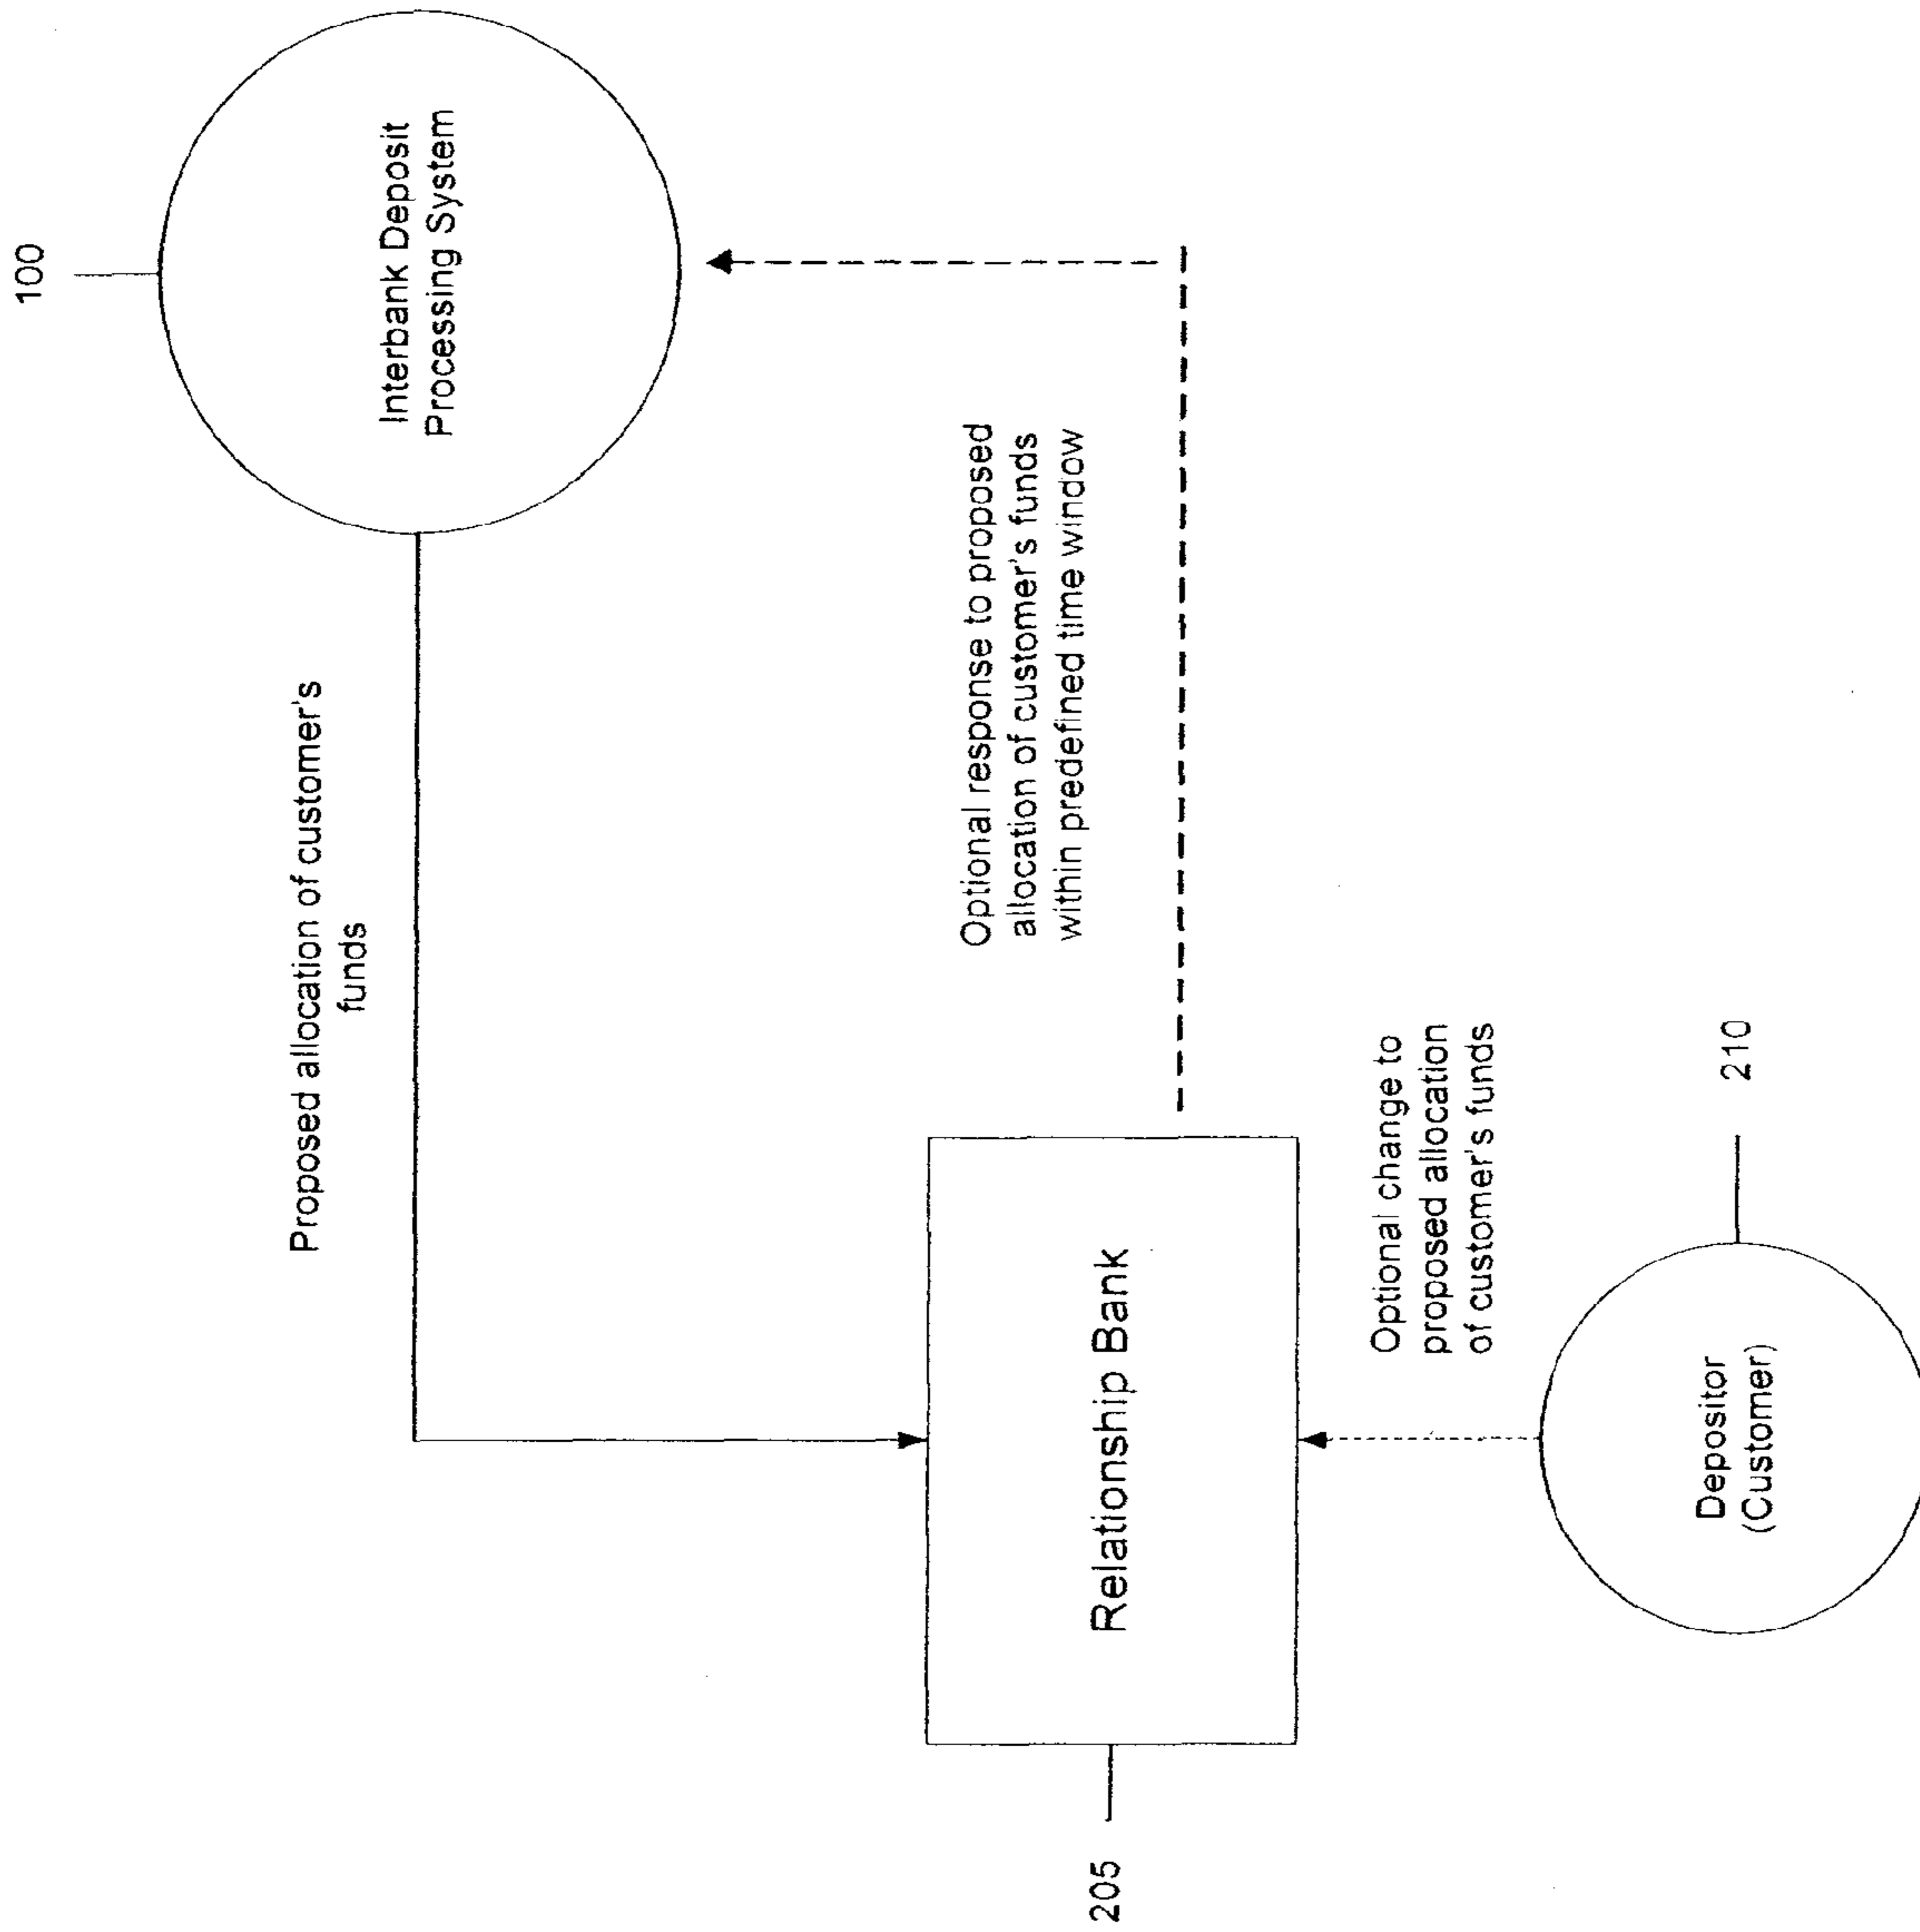 100
Interbank Deposit
Processing System
Proposed allocation of customer's
funds
Optional response to proposed
allocation of customer's funds
within predefined time window
Relationship Bank
205
Optional change to
proposed allocation
of customer's funds
Depositor
(Customer)
210